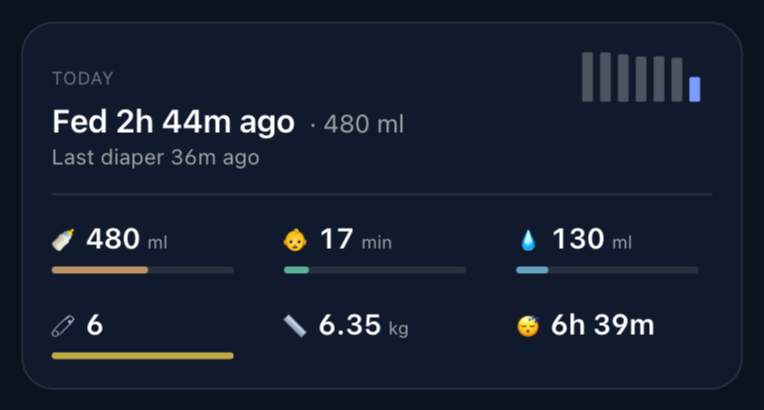 TODAY
Fed 2h 44m ago · 480 ml
Last diaper 36m ago
480 ml 17 min 130 ml
6 6.35 kg 6h 39m